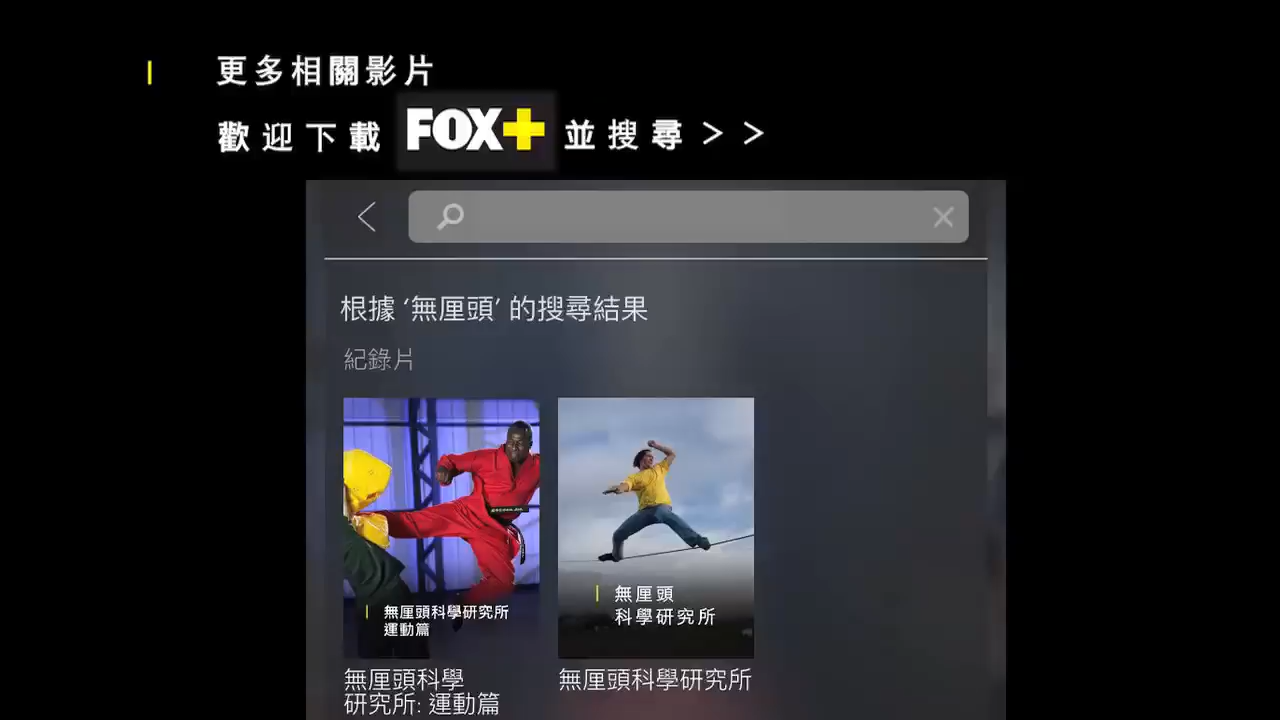 更多相關影片
歡迎下載 FOX+ 並搜尋>>
根據 ‘無厘頭’ 的搜尋結果
紀錄片
無厘頭科學研究所
運動篇
無厘頭
科學研究所
無厘頭科學
研究所: 運動篇
無厘頭科學研究所